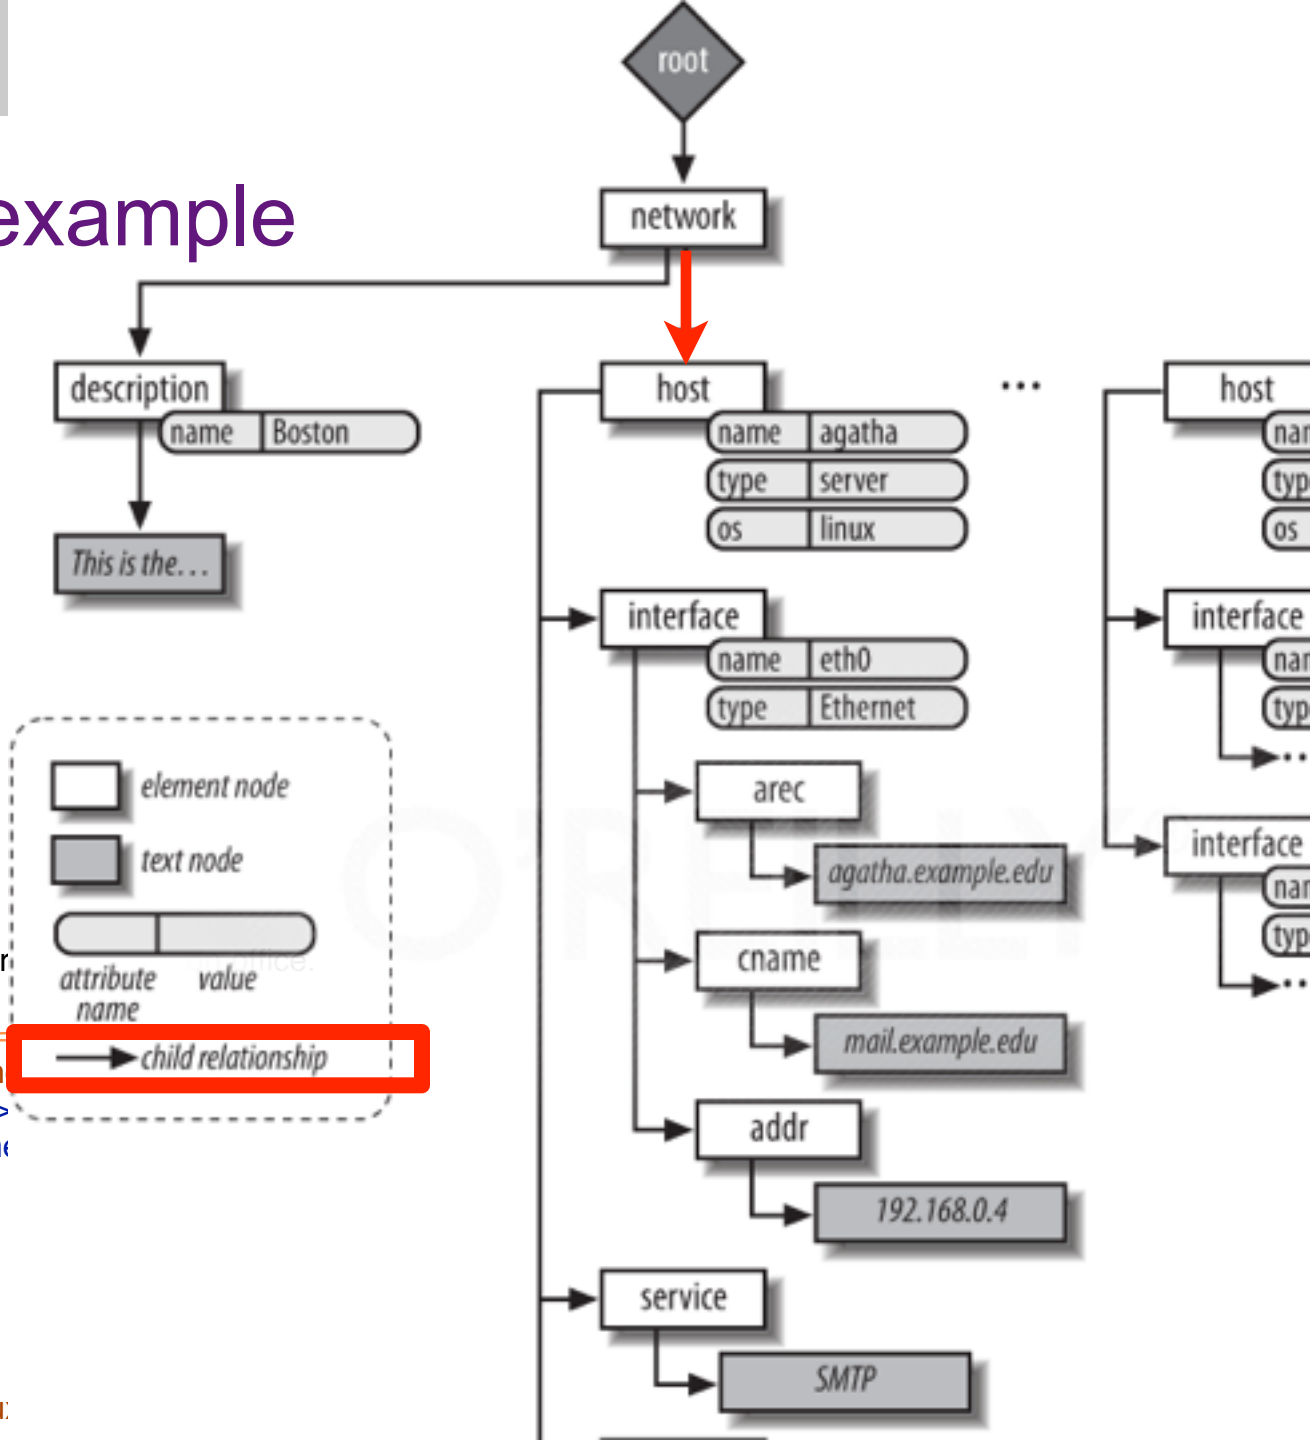 root
example
network
description
name Boston
This is the...
host
name agatha
type server
os linux
...
host
os
interface
name eth0
type Ethernet
interface
arec
agatha.example.edu
cname
mail.example.edu
addr
192.168.0.4
interface
element node
text node
attribute name
value
office.
child relationship
service
SMTP
O'REILLY